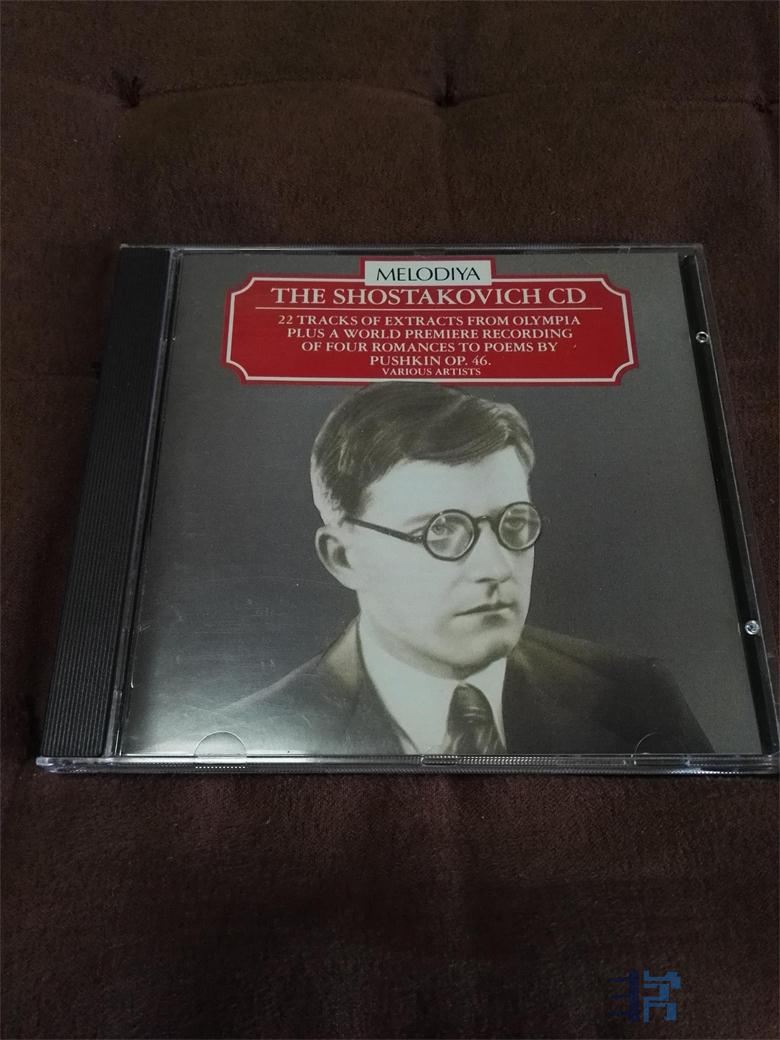 MELODIYA
THE SHOSTAKOVICH CD
22 TRACKS OF EXTRACTS FROM OLYMPIA
PLUS A WORLD PREMIERE RECORDING
OF FOUR ROMANCES TO POEMS BY
PUSHKIN OP. 46.
VARIOUS ARTISTS